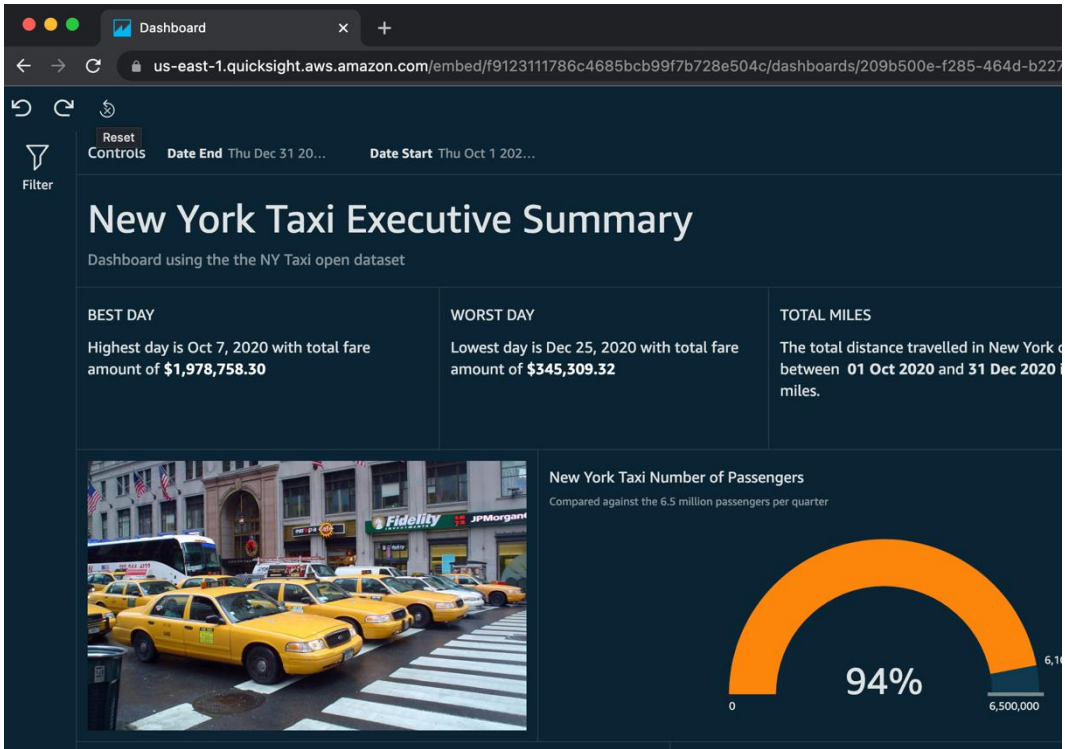 Dashboard
us-east-1.quicksight.aws.amazon.com/embed/f9123111786c4685bcb99f7b728e504c/dashboards/209b500e-f285-464d-b227
Reset
Filter
Controls Date End Thu Dec 31 20... Date Start Thu Oct 1 202...
New York Taxi Executive Summary
Dashboard using the the NY Taxi open dataset
BEST DAY
Highest day is Oct 7, 2020 with total fare
amount of $1,978,758.30
WORST DAY
Lowest day is Dec 25, 2020 with total fare
amount of $345,309.32
TOTAL MILES
The total distance travelled in New York
between 01 Oct 2020 and 31 Dec 2020
miles.
Fidelity
JPMorgan
New York Taxi Number of Passengers
Compared against the 6.5 million passengers per quarter
94%
0
6,500,000